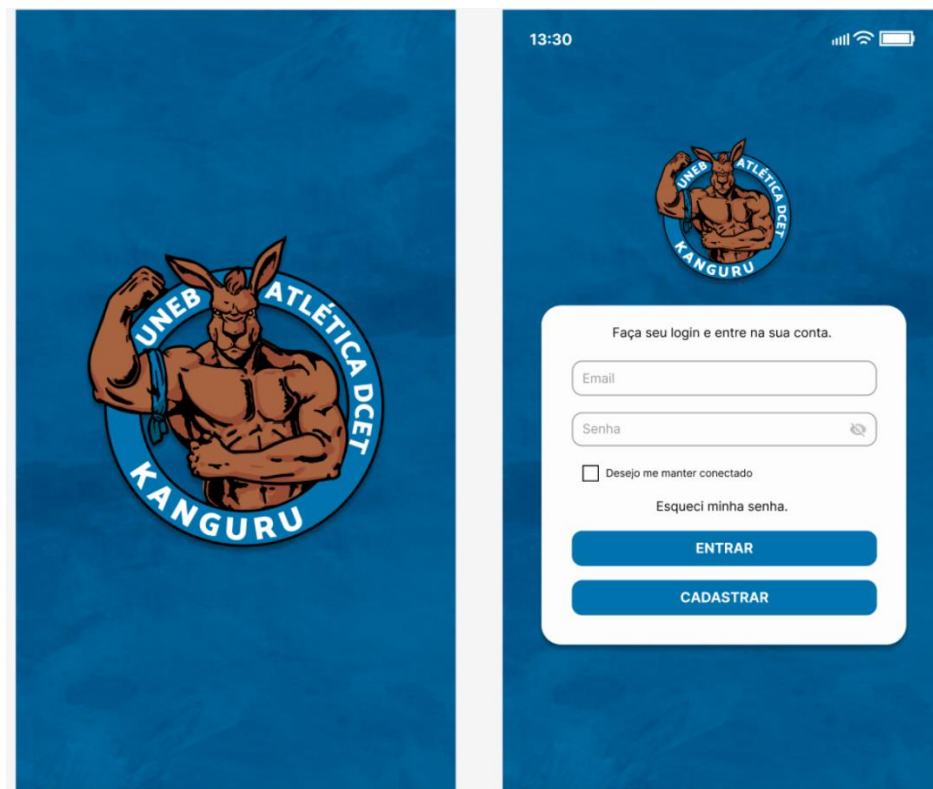 UNEB ATLÉTICA DCET
KANGURU
13:30
UNEB ATLÉTICA DCET
KANGURU
Faça seu login e entre na sua conta.
Email
Senha
Desejo me manter conectado
Esqueci minha senha.
ENTRAR
CADASTRAR